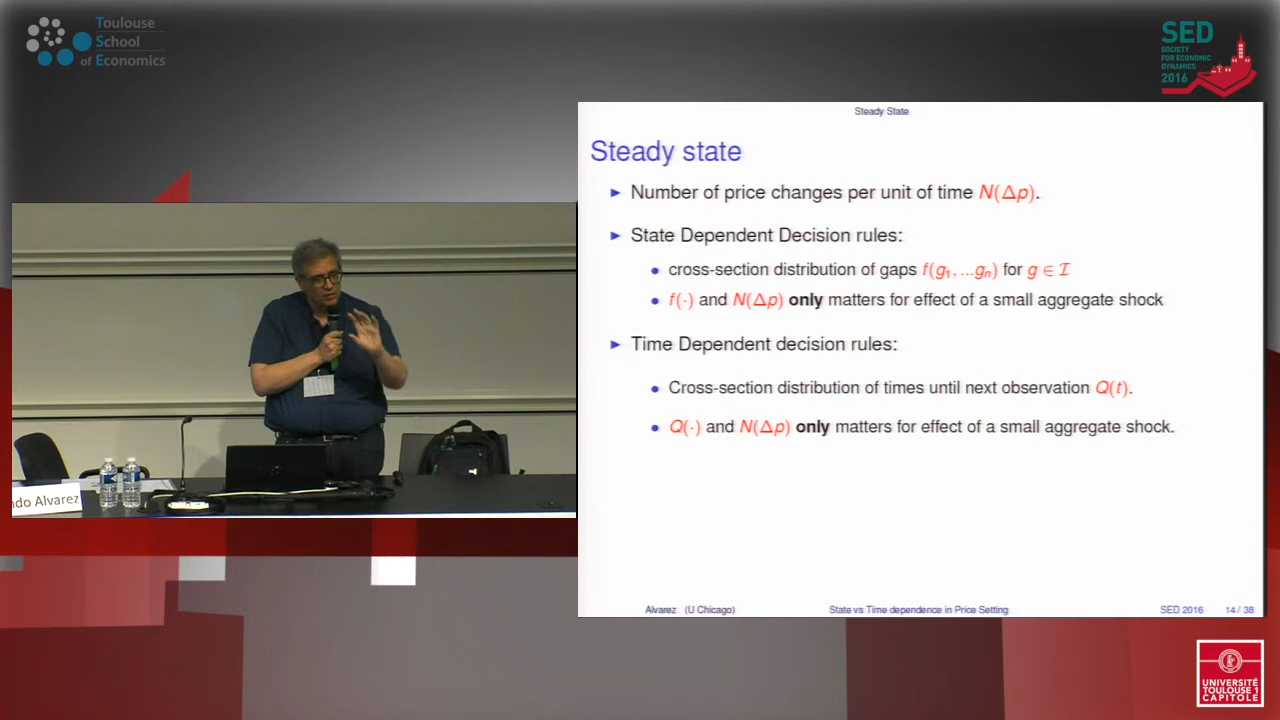 Toulouse
School
of Economics
SED
SOCIETY
FOR ECONOMIC
DYNAMICS
2016
Steady State
Steady state
Number of price changes per unit of time N(Δp).
State Dependent Decision rules:
cross-section distribution of gaps f(g₁, ...gₙ) for g ∈ ℐ
f(·) and N(Δp) only matters for effect of a small aggregate shock
Time Dependent decision rules:
Cross-section distribution of times until next observation Q(t).
Q(·) and N(Δp) only matters for effect of a small aggregate shock.
Alvarez (U Chicago) State vs Time dependence in Price Setting SED 2016 14 / 38
ndo Alvarez
UNIVERSITÉ
TOULOUSE 1
CAPITOLE